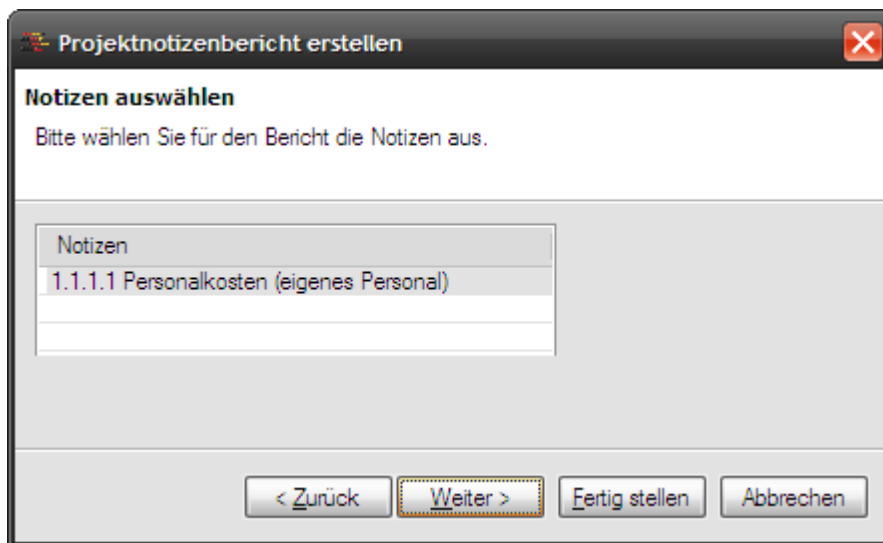 Projektnotizenbericht erstellen
Notizen auswählen
Bitte wählen Sie für den Bericht die Notizen aus.
Notizen
1.1.1.1 Personalkosten (eigenes Personal)
< Zurück Weiter > Fertig stellen Abbrechen